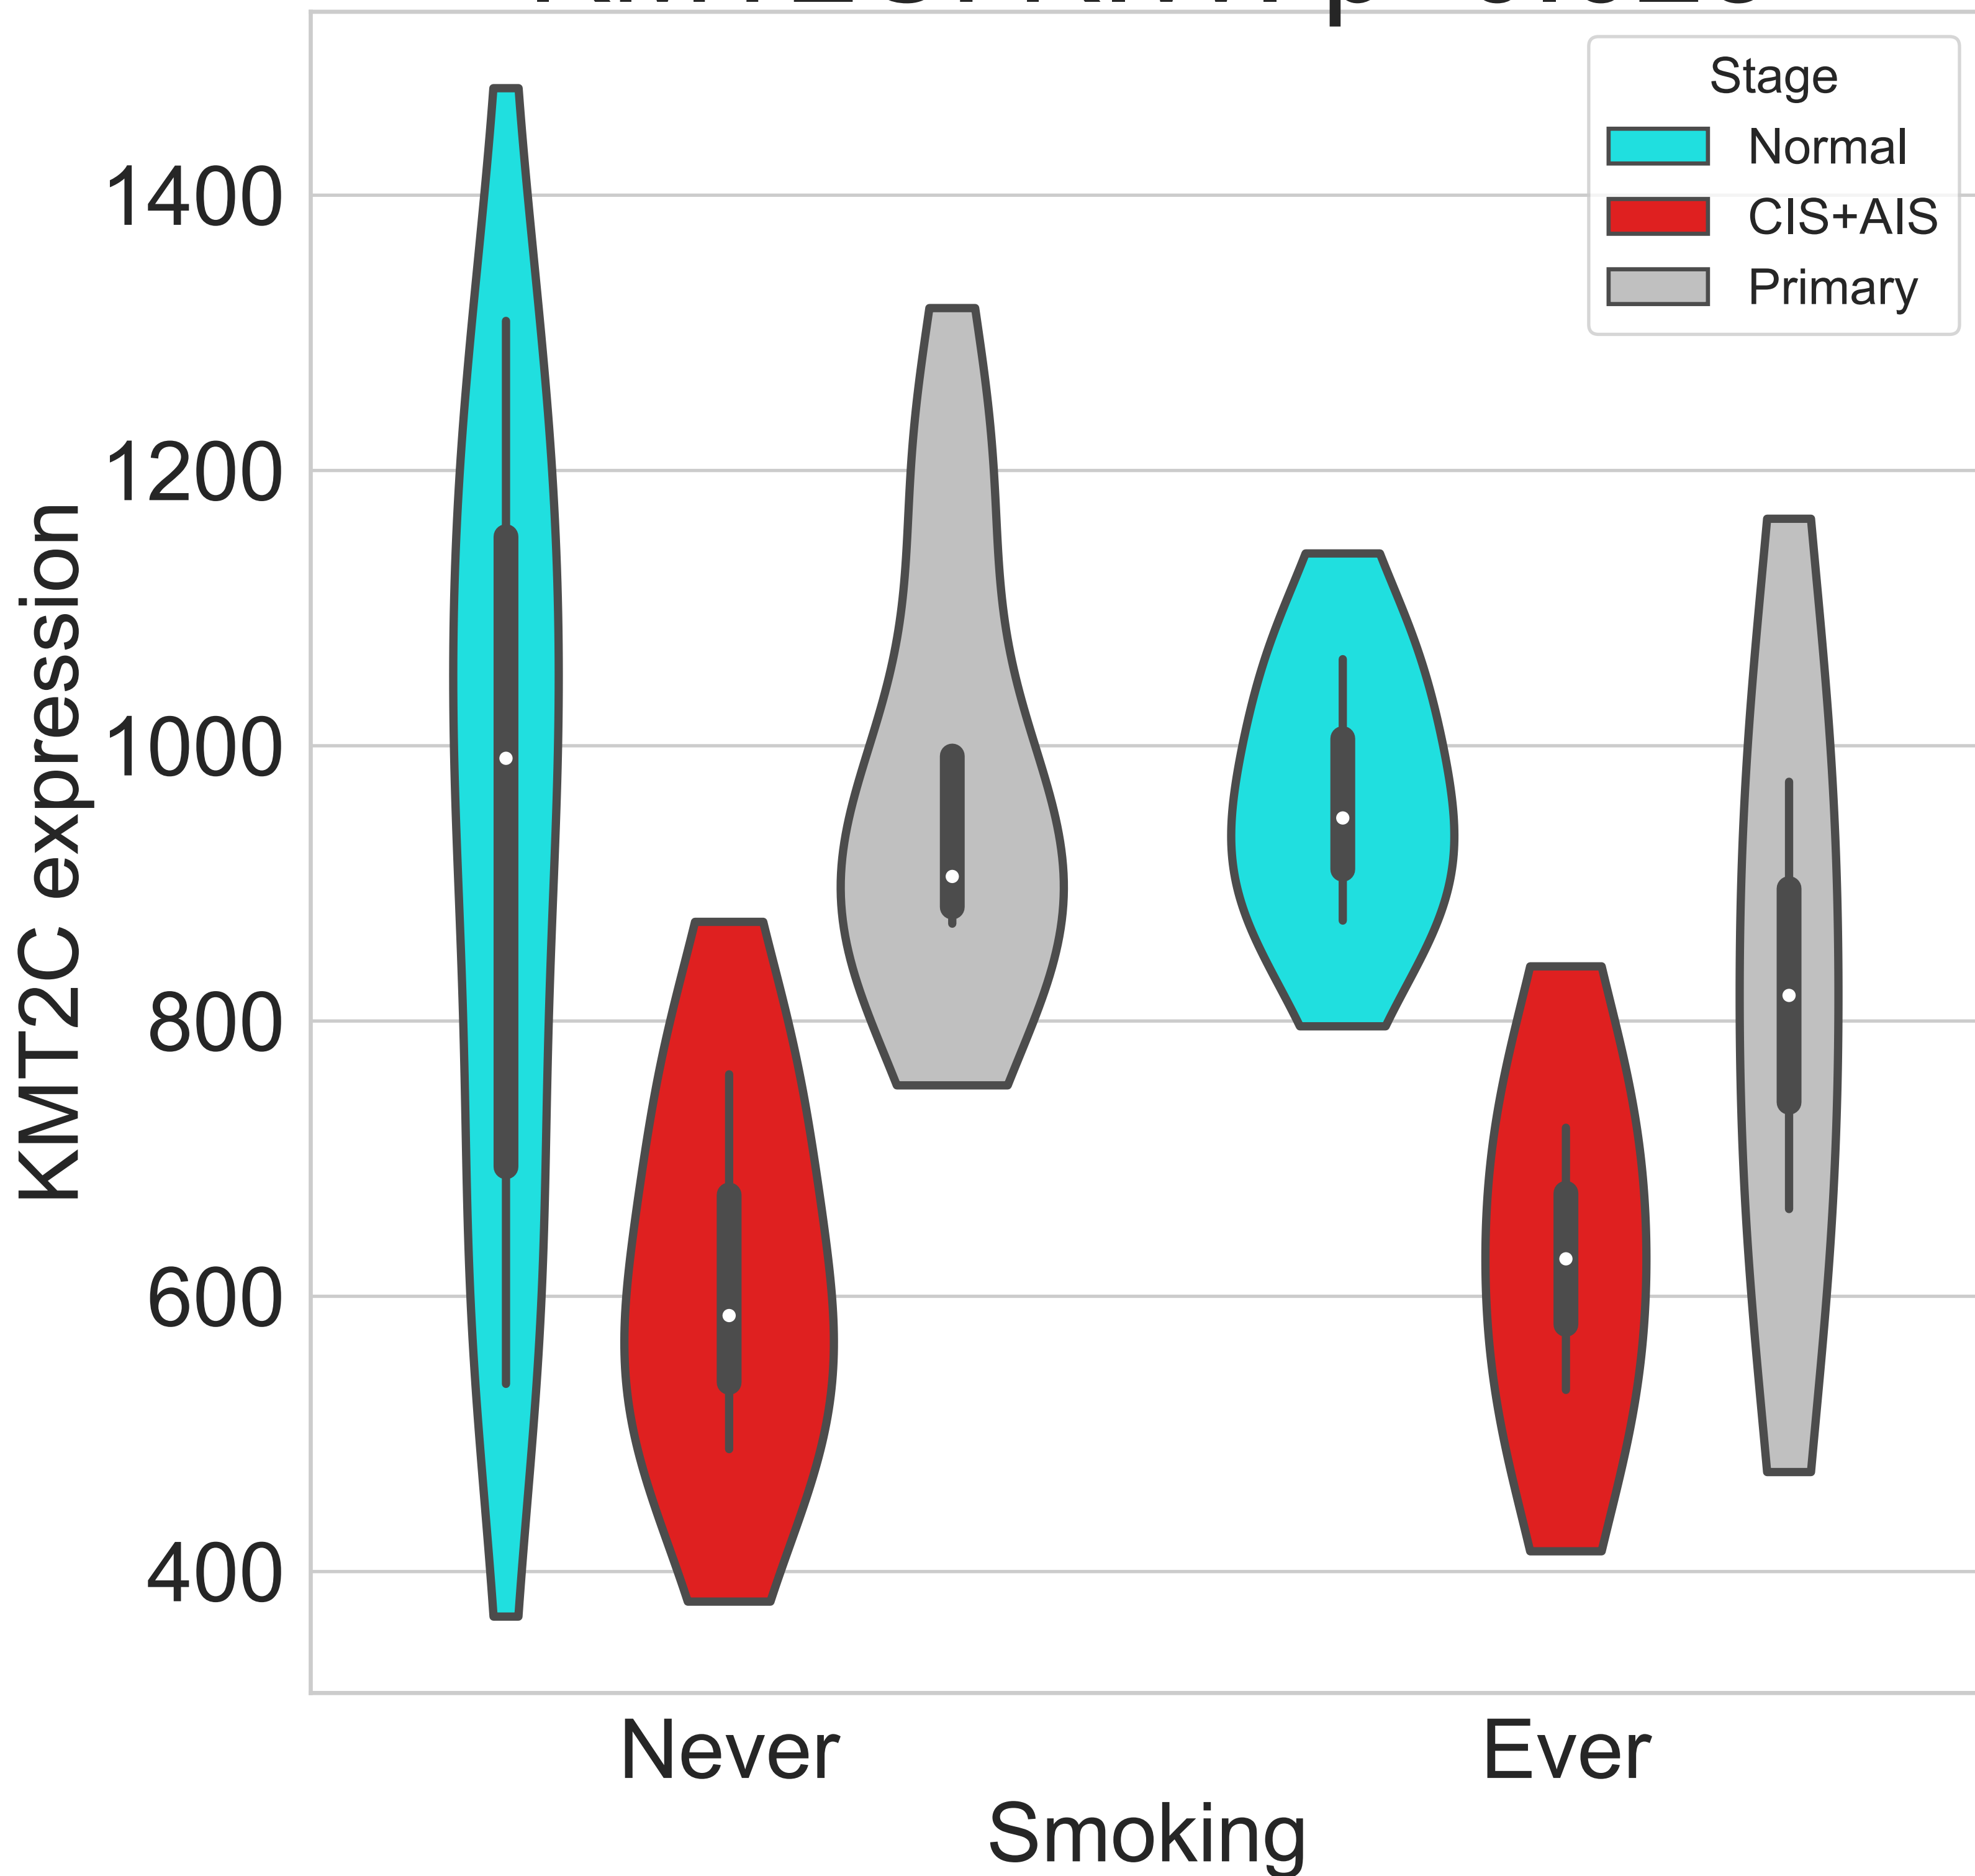 Stage
Normal
CIS+AIS
Primary
1400
1200
1000
800
600
400
KMT2C expression
Never
Ever
Smoking